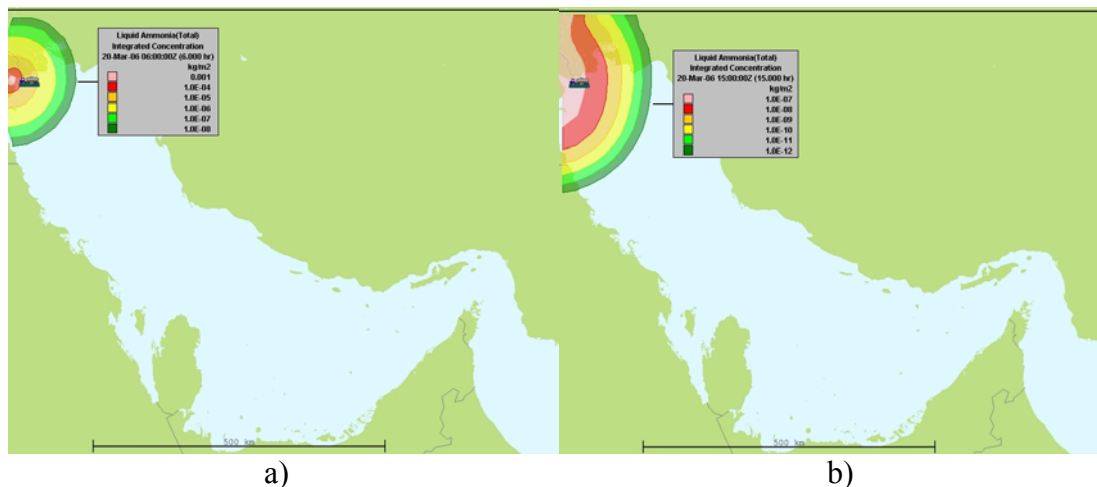 Liquid Ammonia(Total)
Integrated Concentration
20-Mar-06 06:00:00Z (6.000 hr)
kg/m2
0.001
1.0E-04
1.0E-05
1.0E-06
1.0E-07
1.0E-08
500 km
a)
Liquid Ammonia(Total)
Integrated Concentration
20-Mar-06 15:00:00Z (15.000 hr)
kg/m2
1.0E-07
1.0E-08
1.0E-09
1.0E-10
1.0E-11
1.0E-12
500 km
b)